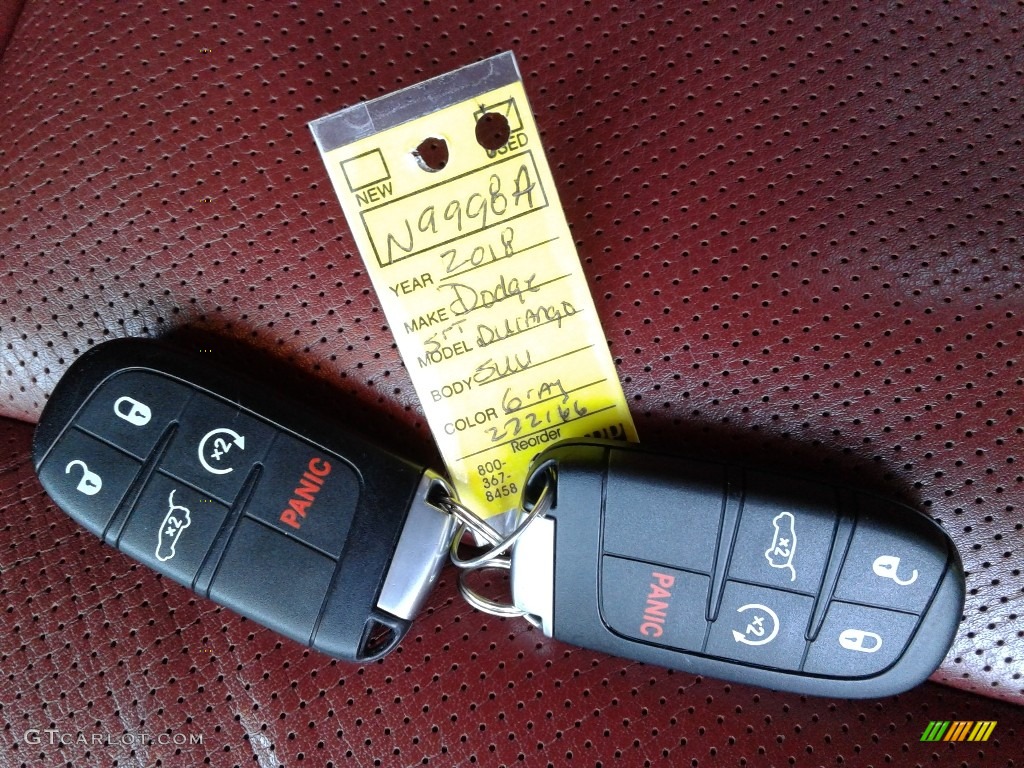 USED
NEW
N9998A
YEAR 2018
MAKE Dodge
SRT
MODEL Durango
BODY SUV
COLOR Gray
222166
Reorder
800-
367-
8458
x2
PANIC
x2
x2
PANIC
x2
GTCARLOT.COM